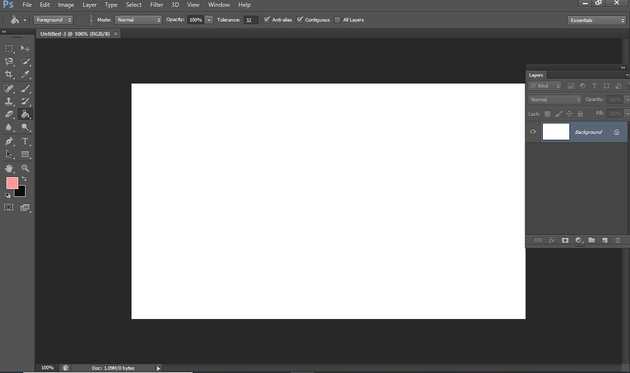 Ps File Edit Image Layer Type Select Filter 3D View Window Help
Foreground Mode: Normal Opacity: 100% Tolerance: 32 Anti-alias Contiguous All Layers Essentials
Untitled-1 @ 100% (RGB/8)
Layers
Kind
Normal Opacity:
Lock: Fill:
Background
100% Doc: 1.09M/0 bytes